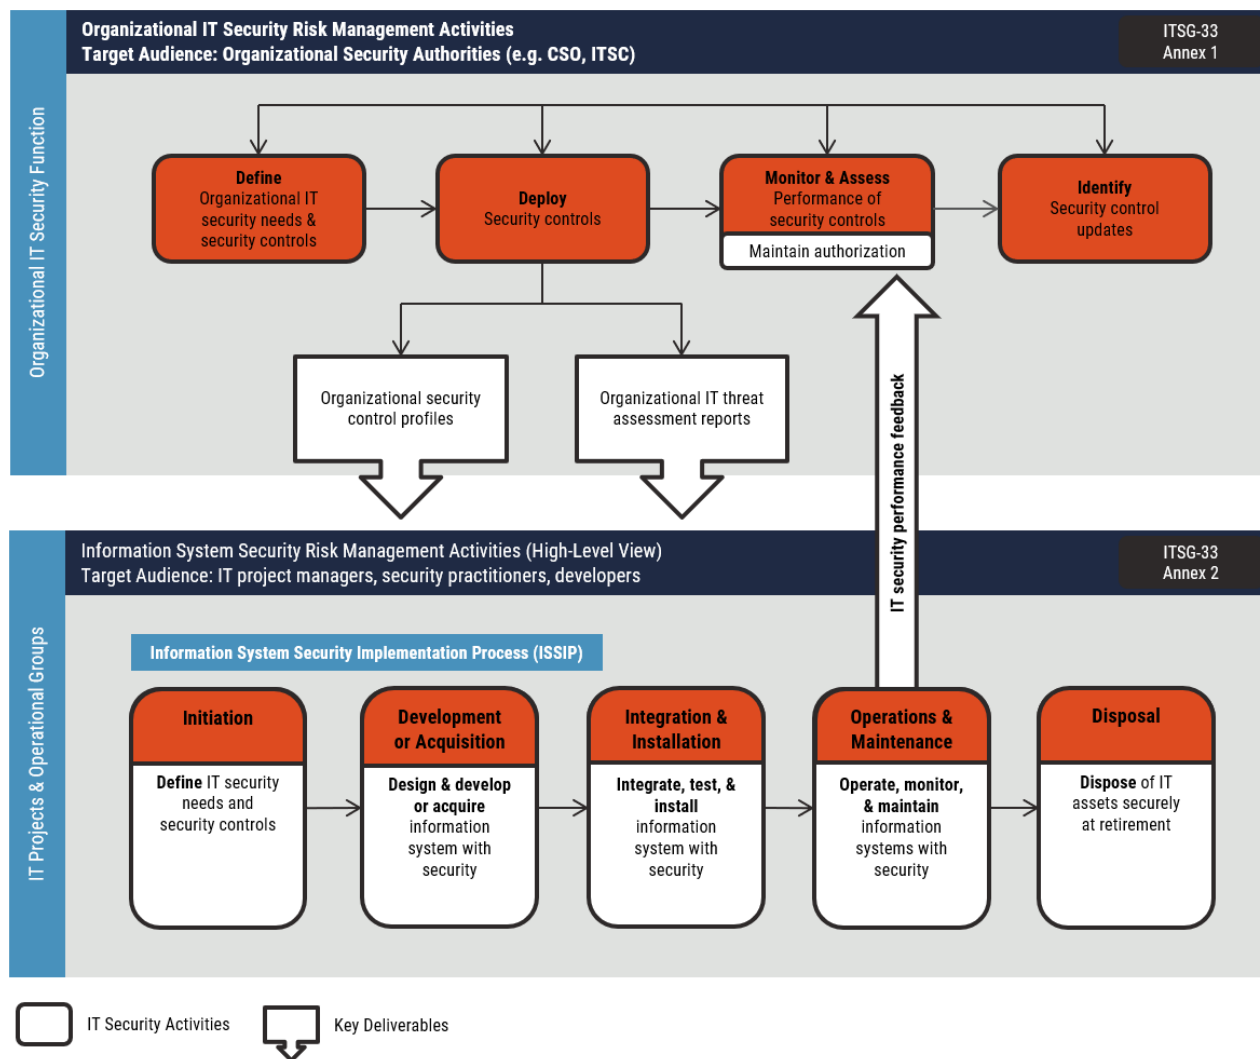 Organizational IT Security Risk Management Activities
Target Audience: Organizational Security Authorities (e.g. CSO, ITSC)
ITSG-33
Annex 1
Organizational IT Security Function
Define
Organizational IT
security needs &
security controls
Deploy
Security controls
Monitor & Assess
Performance of
security controls
Maintain authorization
Identify
Security control
updates
Organizational security
control profiles
Organizational IT threat
assessment reports
IT security performance feedback
Information System Security Risk Management Activities (High-Level View)
Target Audience: IT project managers, security practitioners, developers
ITSG-33
Annex 2
IT Projects & Operational Groups
Information System Security Implementation Process (ISSIP)
Initiation
Define IT security
needs and
security controls
Development
or Acquisition
Design & develop
or acquire
information
system with
security
Integration &
Installation
Integrate, test, &
install
information
system with
security
Operations &
Maintenance
Operate, monitor,
& maintain
information
systems with
security
Disposal
Dispose of IT
assets securely
at retirement
IT Security Activities
Key Deliverables